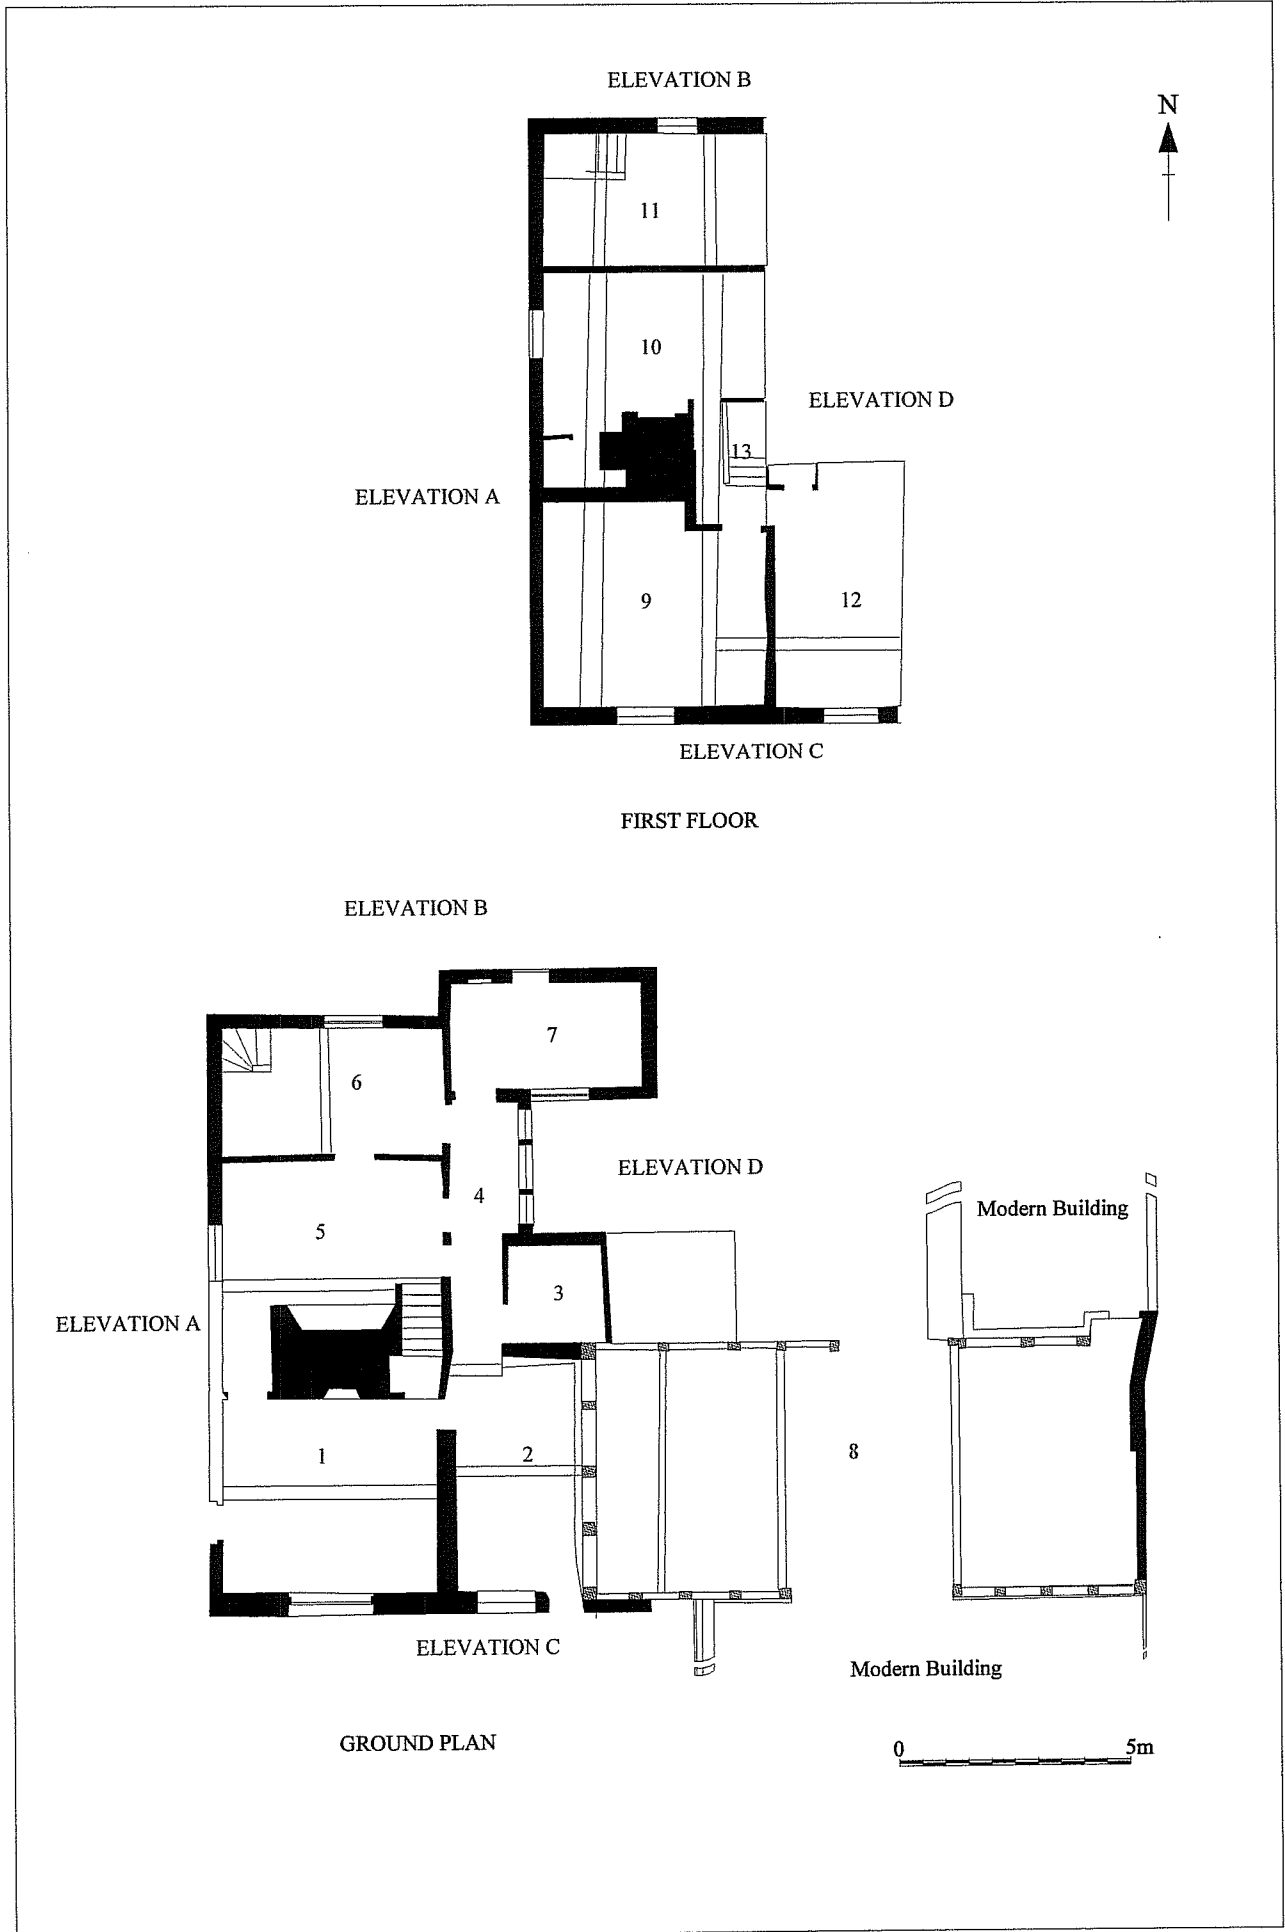 ELEVATION B
N
11
10
ELEVATION D
13
ELEVATION A
9
12
ELEVATION C
FIRST FLOOR
ELEVATION B
7
6
ELEVATION D
4
Modern Building
5
3
ELEVATION A
1
2
8
ELEVATION C
Modern Building
GROUND PLAN
0 5m